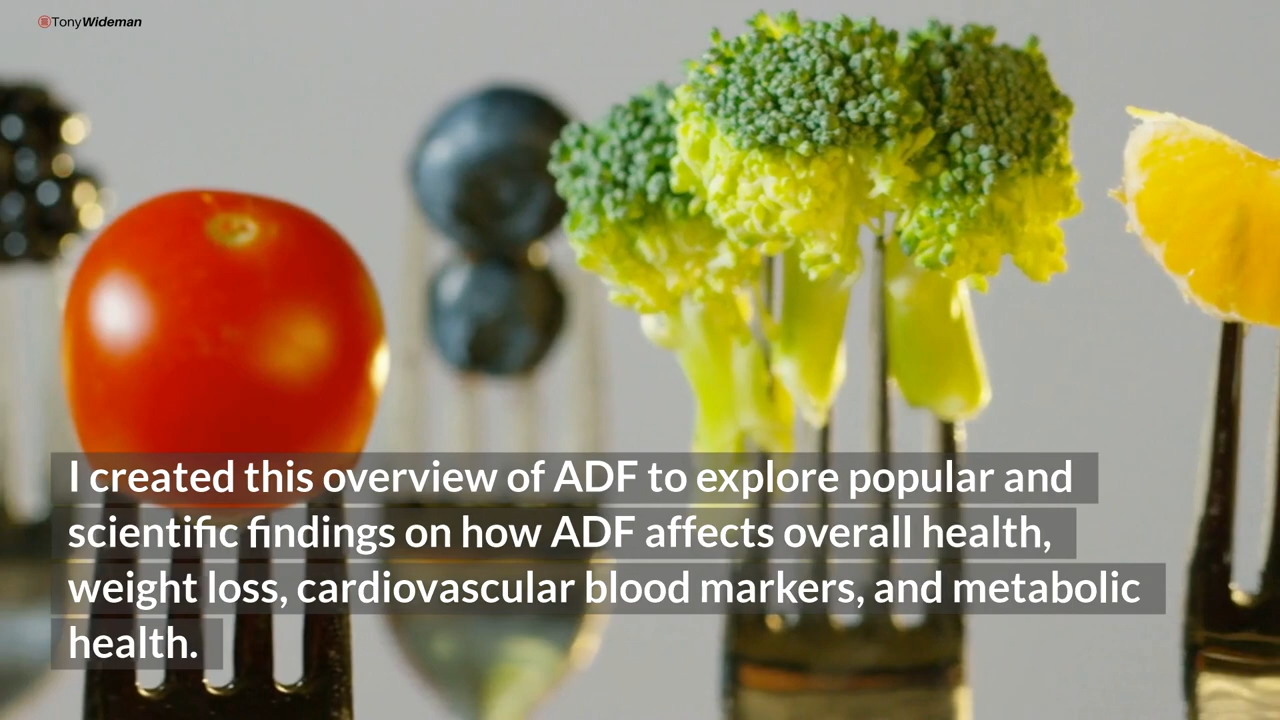 TonyWideman
I created this overview of ADF to explore popular and
scientific findings on how ADF affects overall health,
weight loss, cardiovascular blood markers, and metabolic
health.